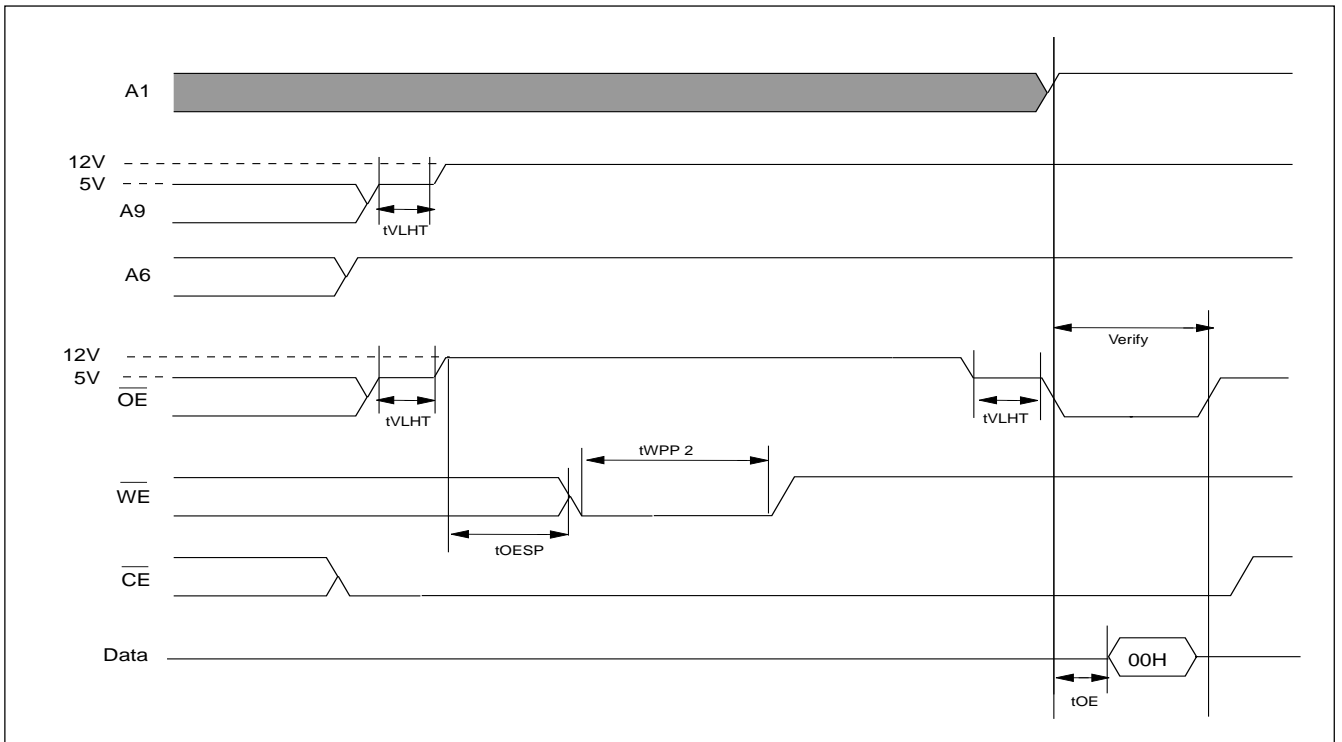 A1
12V
5V
A9
tVLHT
A6
Verify
12V
5V
OE
tVLHT
tVLHT
tWPP 2
WE
tOESP
CE
Data
00H
tOE